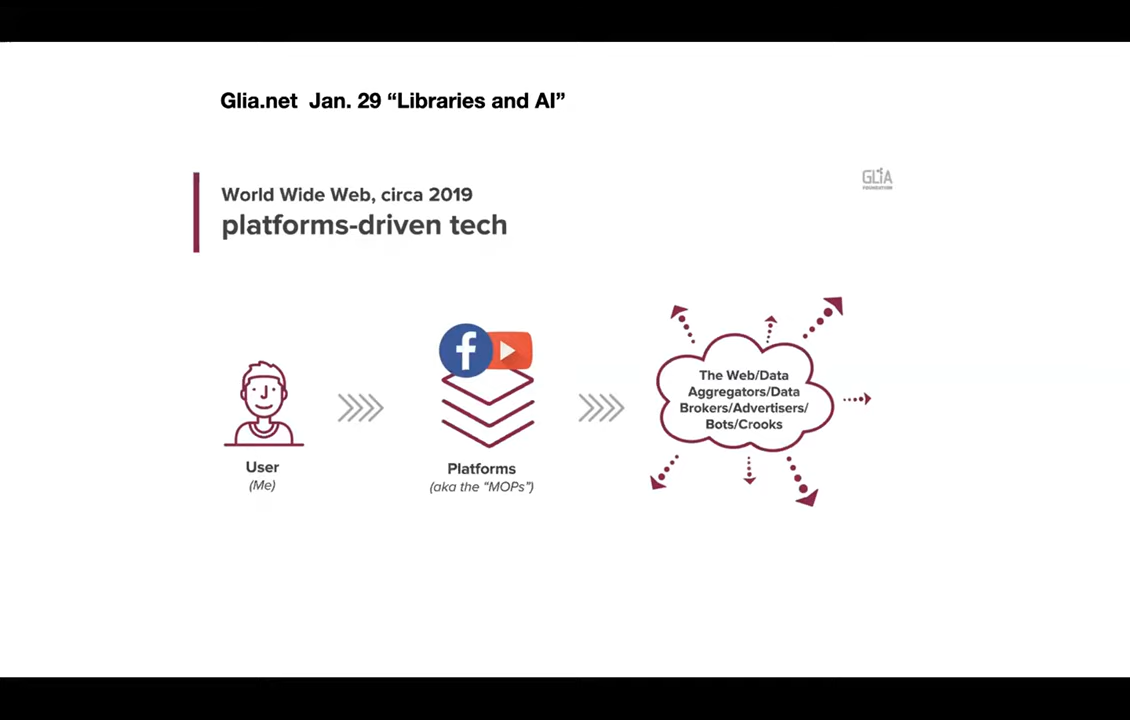 Glia.net  Jan. 29 “Libraries and AI”
GLiA
FOUNDATION
World Wide Web, circa 2019
platforms-driven tech
f
The Web/Data
Aggregators/Data
Brokers/Advertisers/
Bots/Crooks
User
(Me)
Platforms
(aka the “MOPs”)